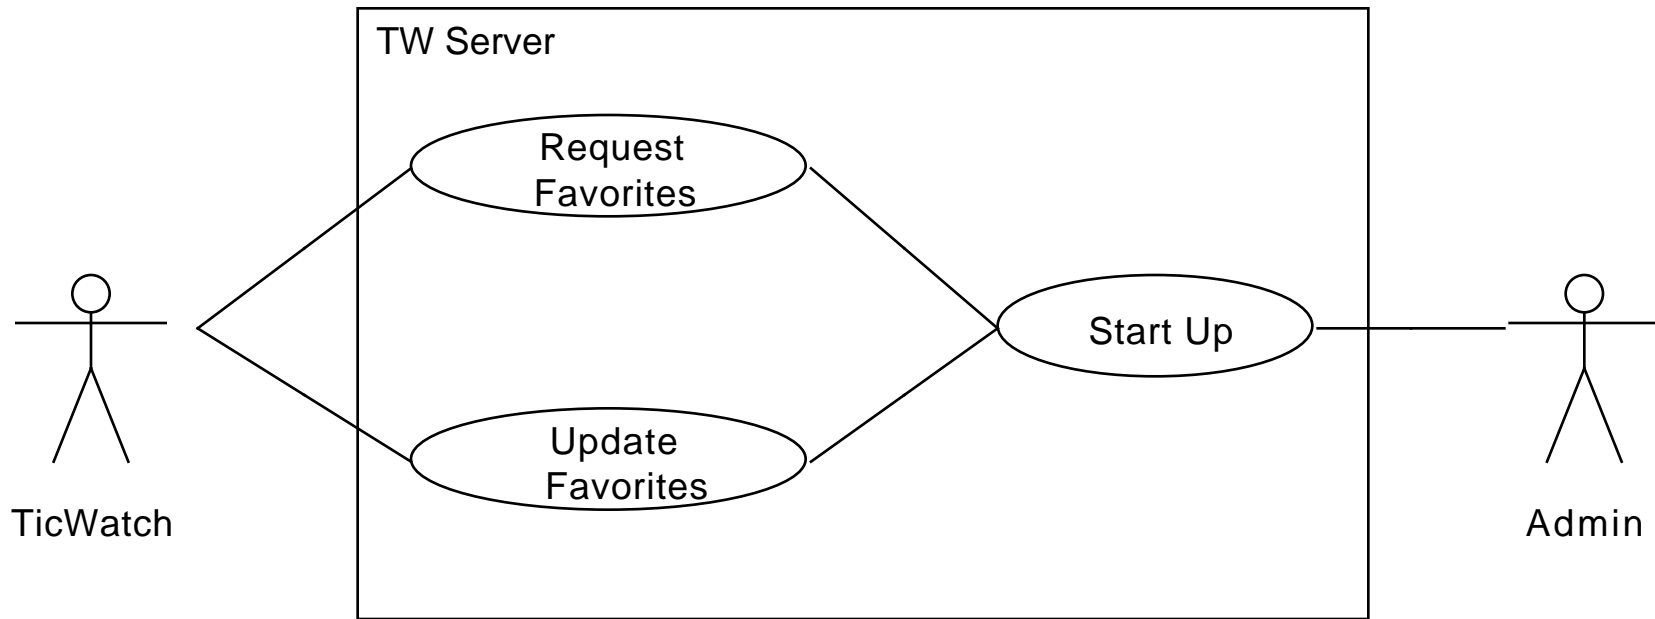 TW Server
Request
Favorites
Start Up
Update
Favorites
TicWatch
Admin